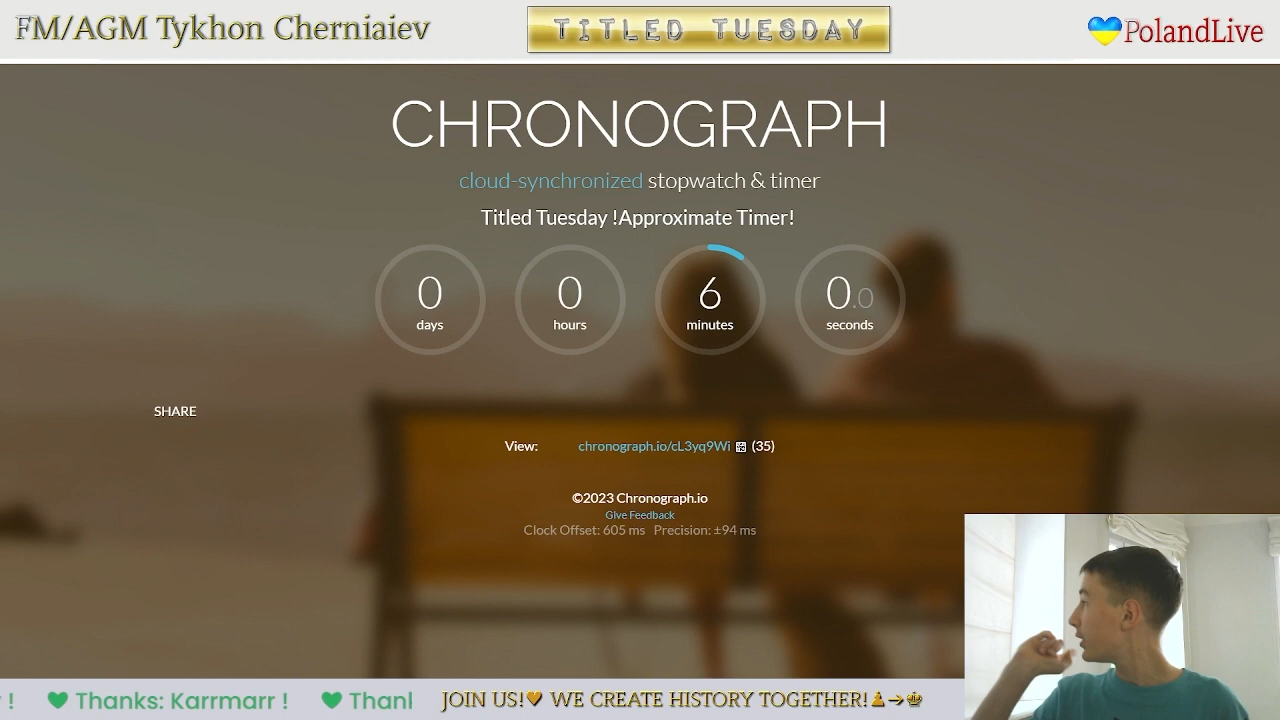 FM/AGM Tykhon Cherniaiev
TITLED TUESDAY
PolandLive
CHRONOGRAPH
cloud-synchronized stopwatch & timer
Titled Tuesday !Approximate Timer!
0 days
0 hours
6 minutes
0.0 seconds
SHARE
View: chronograph.io/cL3yq9Wi (35)
©2023 Chronograph.io
Give Feedback
Clock Offset: 605 ms Precision: ±94 ms
! 💚 Thanks: Karrmarr ! 💚 Thanl
JOIN US!🧡 WE CREATE HISTORY TOGETHER!♟➔♚